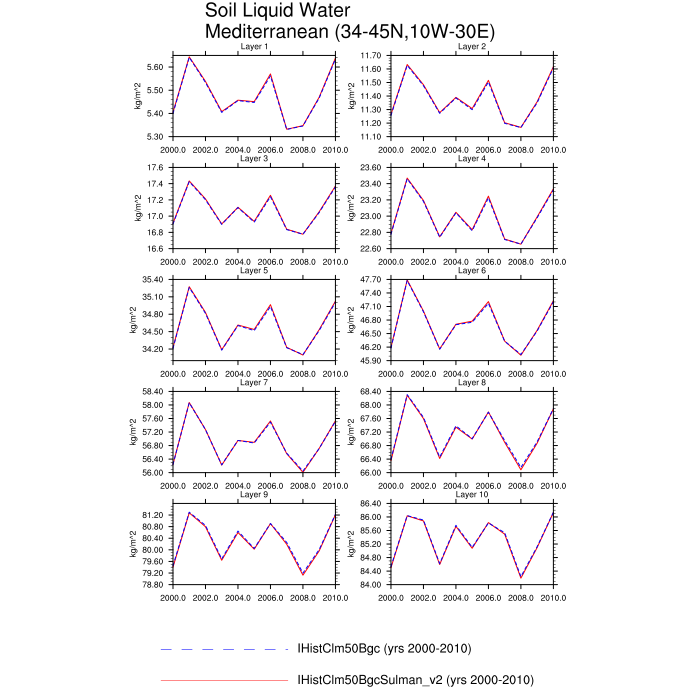 Soil Liquid Water
Mediterranean (34-45N,10W-30E)
Layer 1
kg/m^2
5.60
5.50
5.40
5.30
2000.0 2002.0 2004.0 2006.0 2008.0 2010.0
Layer 2
kg/m^2
11.70
11.60
11.50
11.40
11.30
11.20
11.10
2000.0 2002.0 2004.0 2006.0 2008.0 2010.0
Layer 3
kg/m^2
17.6
17.4
17.2
17.0
16.8
16.6
2000.0 2002.0 2004.0 2006.0 2008.0 2010.0
Layer 4
kg/m^2
23.60
23.40
23.20
23.00
22.80
22.60
2000.0 2002.0 2004.0 2006.0 2008.0 2010.0
Layer 5
kg/m^2
35.40
35.10
34.80
34.50
34.20
2000.0 2002.0 2004.0 2006.0 2008.0 2010.0
Layer 6
kg/m^2
47.70
47.40
47.10
46.80
46.50
46.20
45.90
2000.0 2002.0 2004.0 2006.0 2008.0 2010.0
Layer 7
kg/m^2
58.40
58.00
57.60
57.20
56.80
56.40
56.00
2000.0 2002.0 2004.0 2006.0 2008.0 2010.0
Layer 8
kg/m^2
68.40
68.00
67.60
67.20
66.80
66.40
66.00
2000.0 2002.0 2004.0 2006.0 2008.0 2010.0
Layer 9
kg/m^2
81.20
80.80
80.40
80.00
79.60
79.20
78.80
2000.0 2002.0 2004.0 2006.0 2008.0 2010.0
Layer 10
kg/m^2
86.40
86.00
85.60
85.20
84.80
84.40
84.00
2000.0 2002.0 2004.0 2006.0 2008.0 2010.0
IHistClm50Bgc (yrs 2000-2010)
IHistClm50BgcSulman_v2 (yrs 2000-2010)